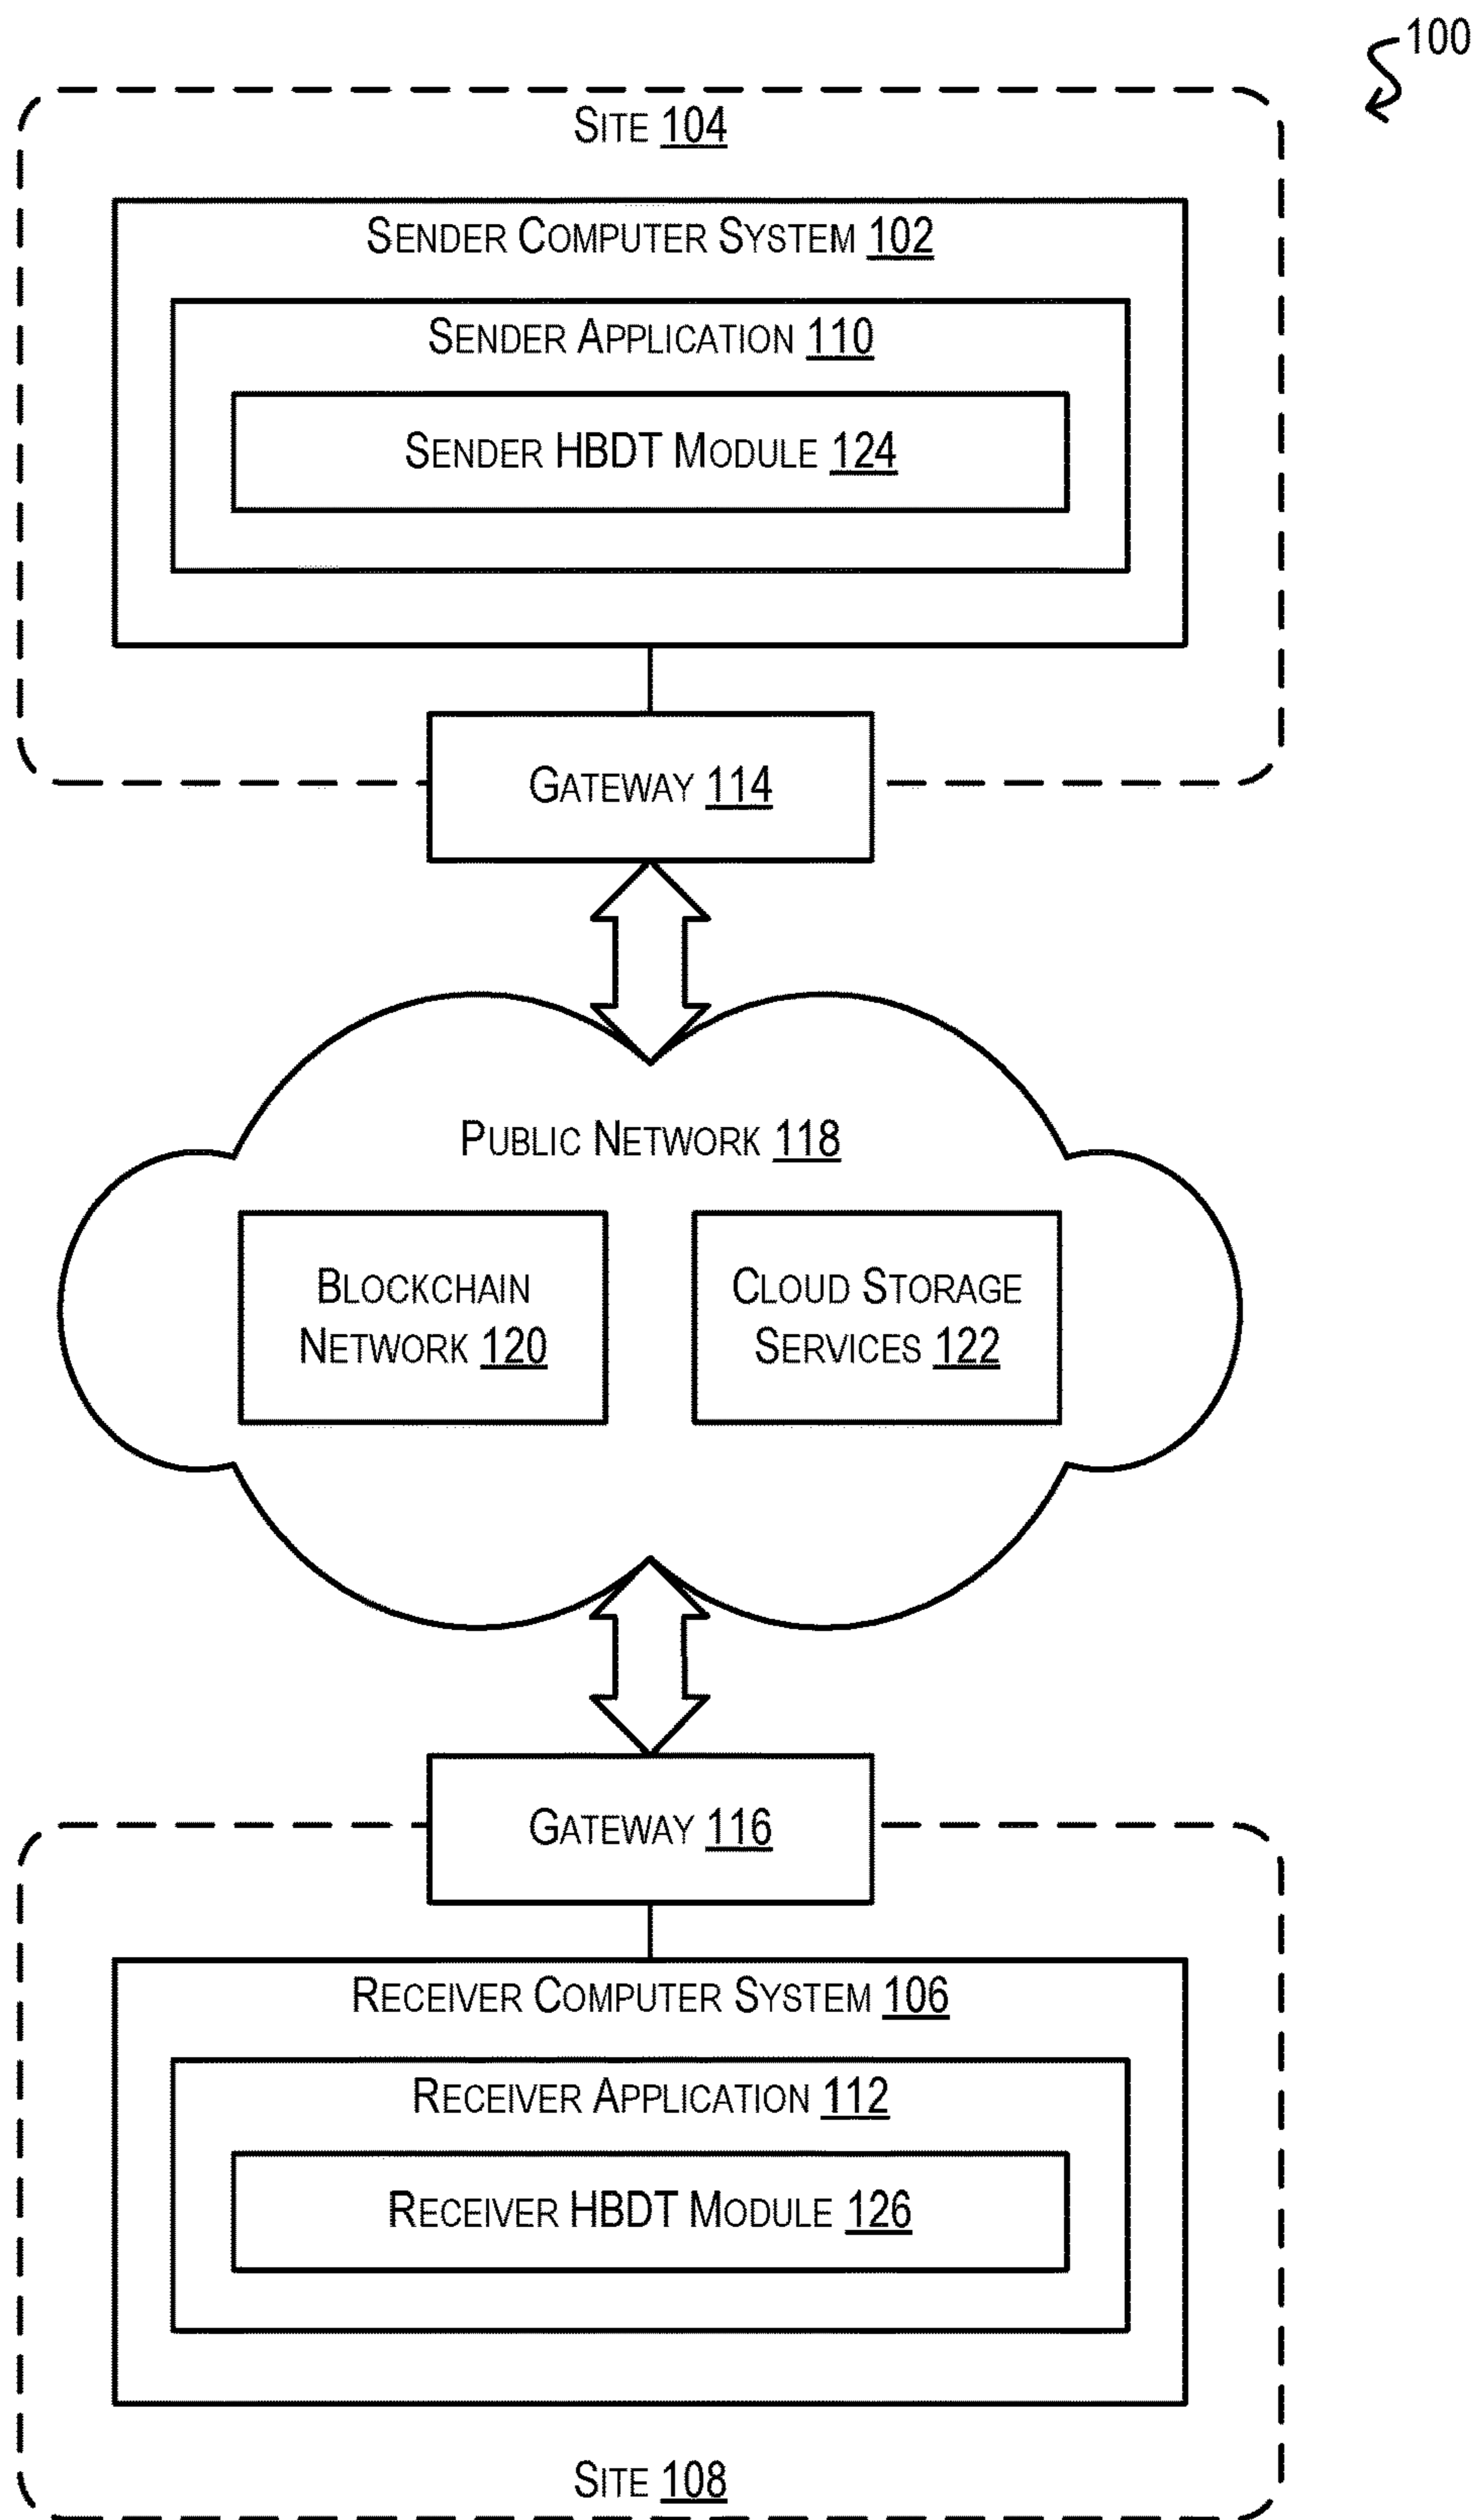 100
SITE 104
SENDER COMPUTER SYSTEM 102
SENDER APPLICATION 110
SENDER HBDT MODULE 124
GATEWAY 114
PUBLIC NETWORK 118
BLOCKCHAIN
NETWORK 120
CLOUD STORAGE
SERVICES 122
GATEWAY 116
RECEIVER COMPUTER SYSTEM 106
RECEIVER APPLICATION 112
RECEIVER HBDT MODULE 126
SITE 108